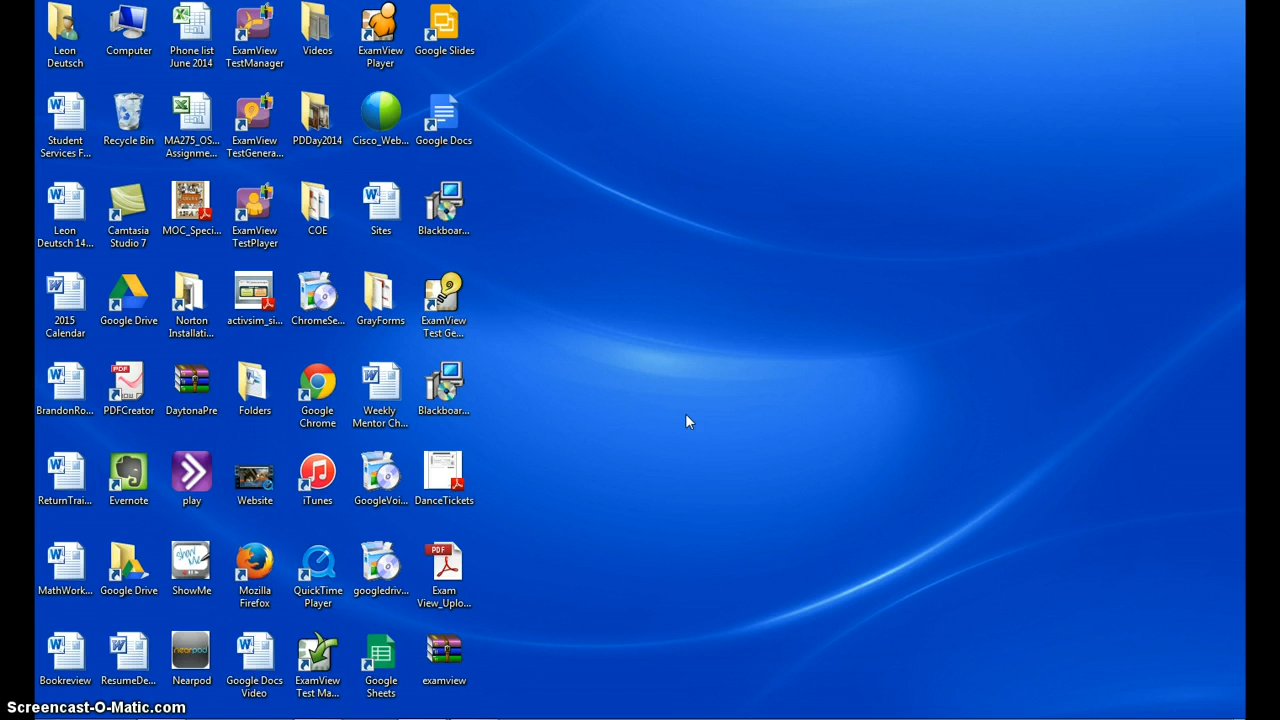 Leon Deutsch
Computer
Phone list June 2014
ExamView TestManager
Videos
ExamView Player
Google Slides
Student Services F...
Recycle Bin
MA275_OS... Assignme...
ExamView TestGenera...
PDDay2014
Cisco_Web...
Google Docs
Leon Deutsch 14...
Camtasia Studio 7
MOC_Speci...
ExamView TestPlayer
COE
Sites
Blackboar...
2015 Calendar
Google Drive
Norton Installati...
activsim_si...
ChromeSe...
GrayForms
ExamView Test Ge...
BrandonRo...
PDF
PDFCreator
DaytonaPre
Folders
Google Chrome
Weekly Mentor Ch...
Blackboar...
ReturnTrai...
Evernote
play
Website
iTunes
GoogleVoi...
DanceTickets
MathWork...
Google Drive
ShowMe
Mozilla Firefox
QuickTime Player
googledriv...
PDF
Exam View_Uplo...
Bookreview
ResumeDe...
nearpod
Nearpod
Google Docs Video
ExamView Test Ma...
Google Sheets
examview
Screencast-O-Matic.com